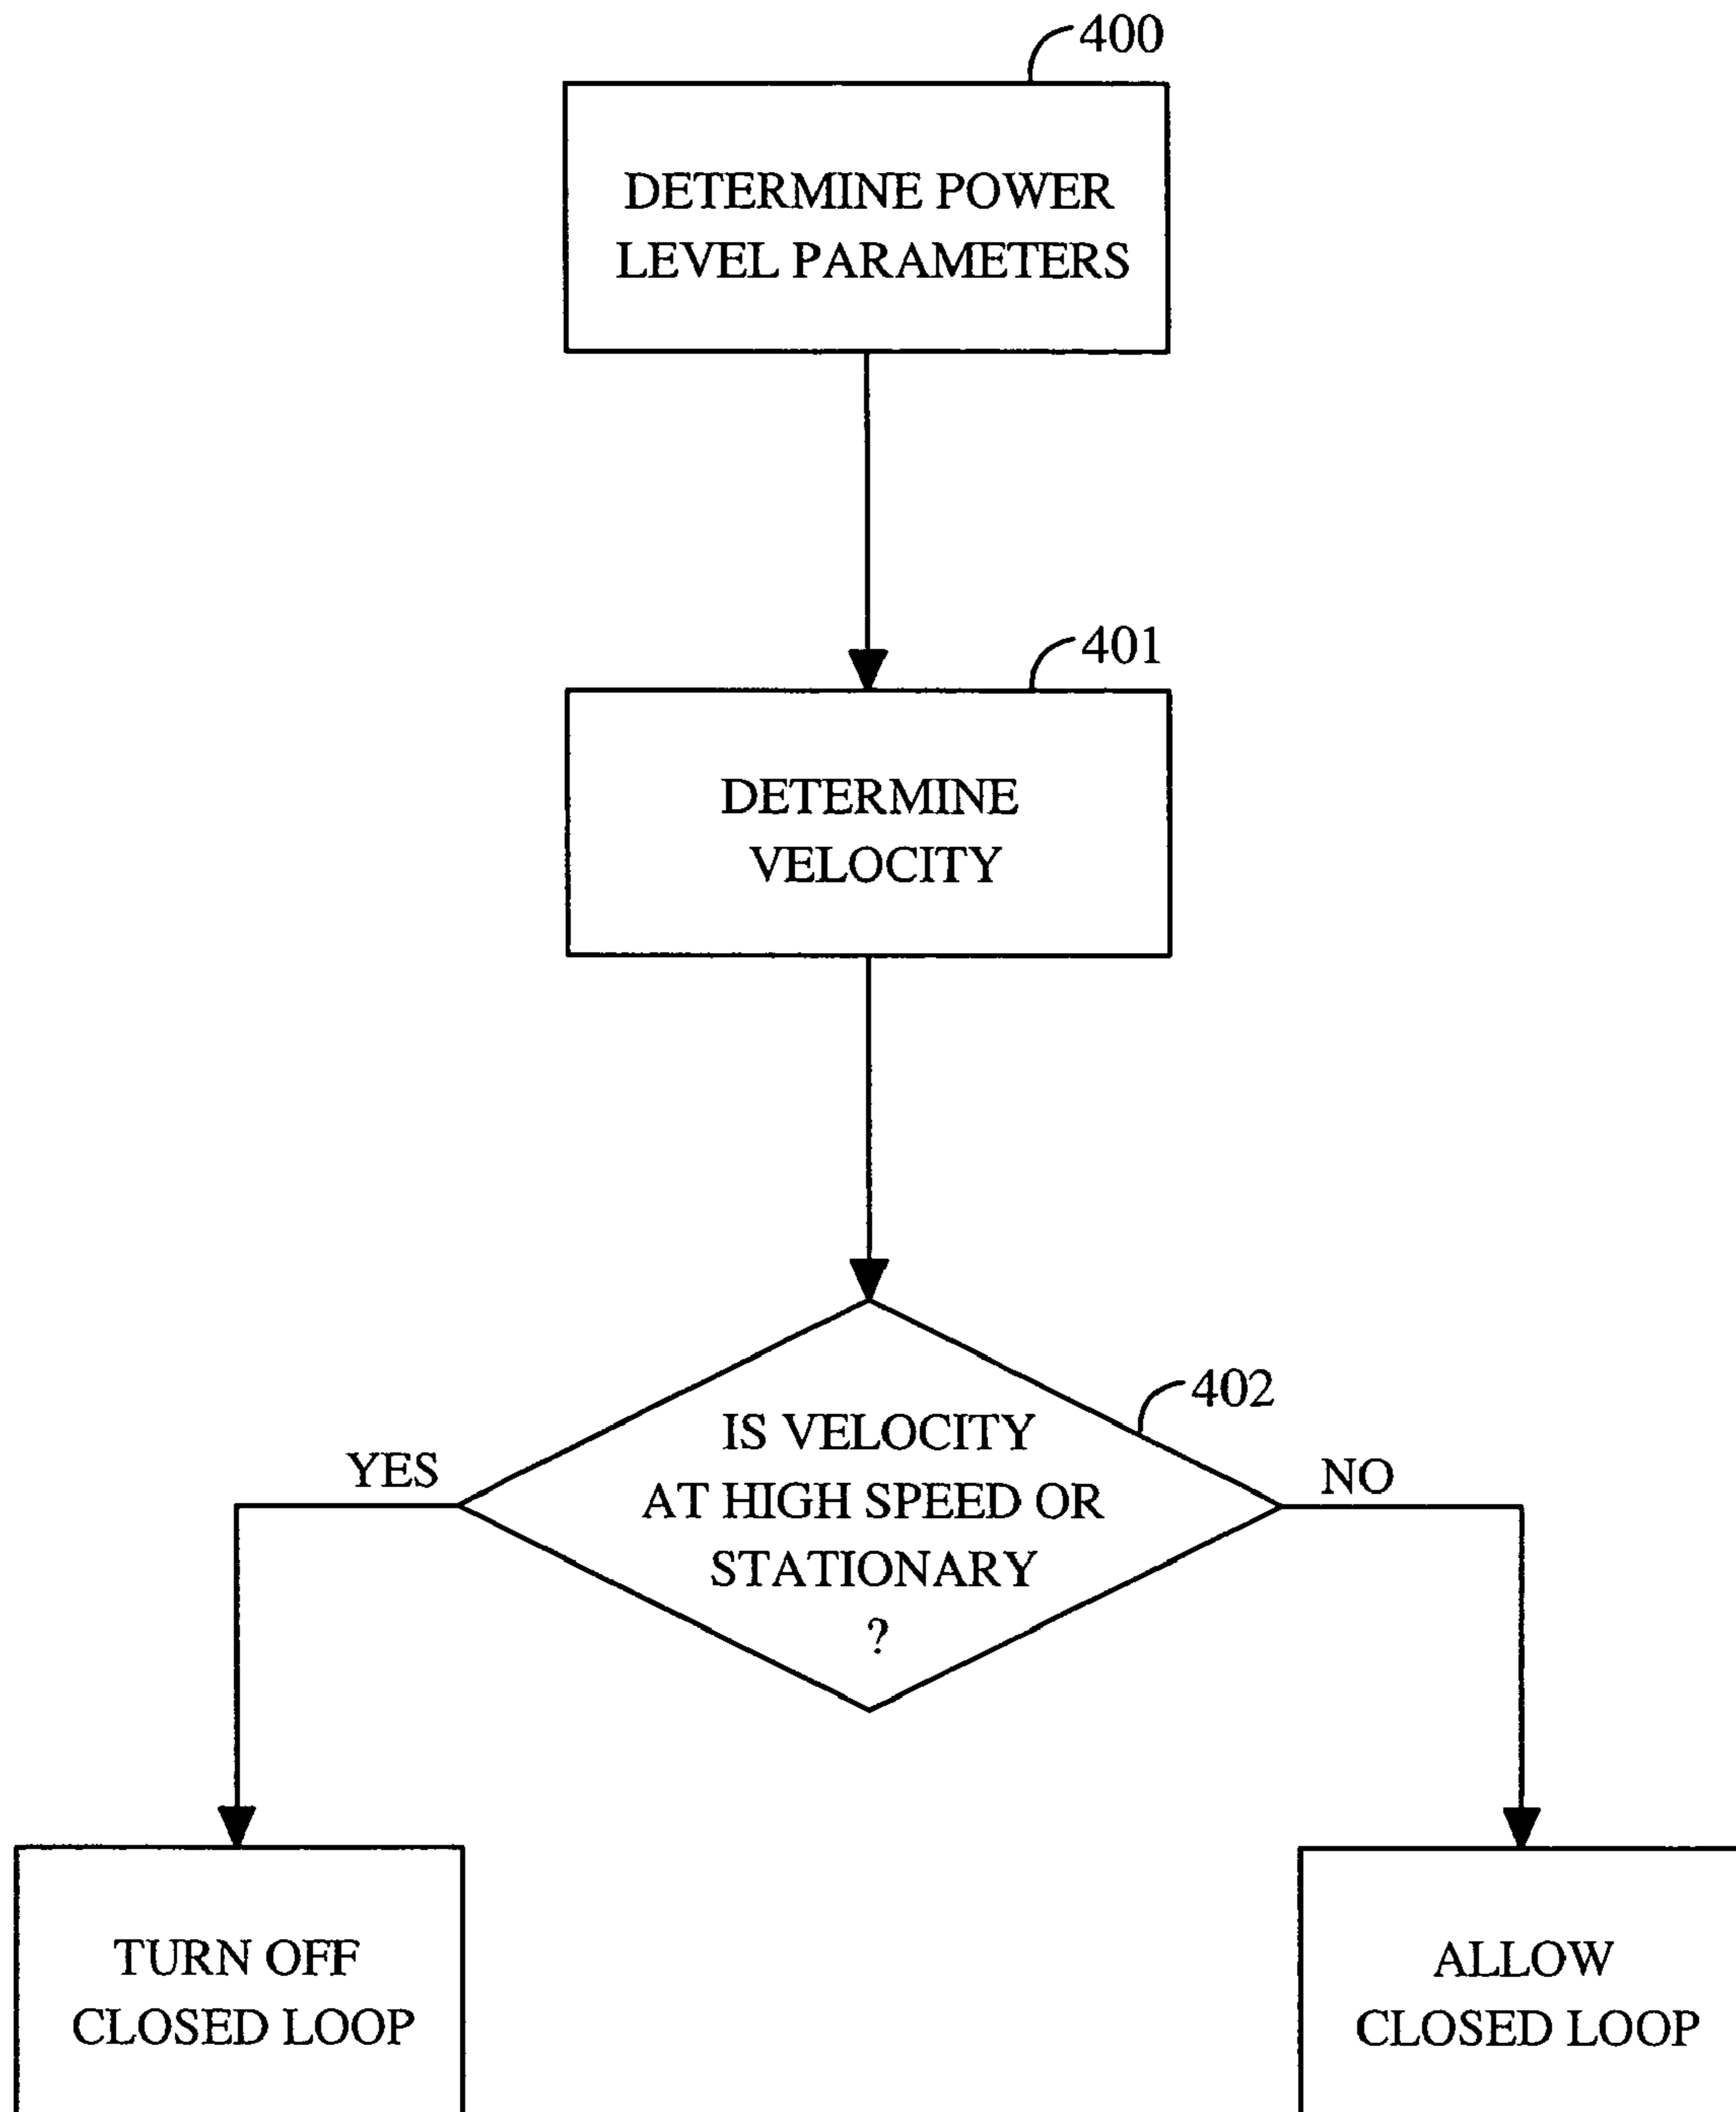 400
DETERMINE POWER
LEVEL PARAMETERS
401
DETERMINE
VELOCITY
402
IS VELOCITY
AT HIGH SPEED OR
STATIONARY
?
YES
NO
TURN OFF
CLOSED LOOP
ALLOW
CLOSED LOOP